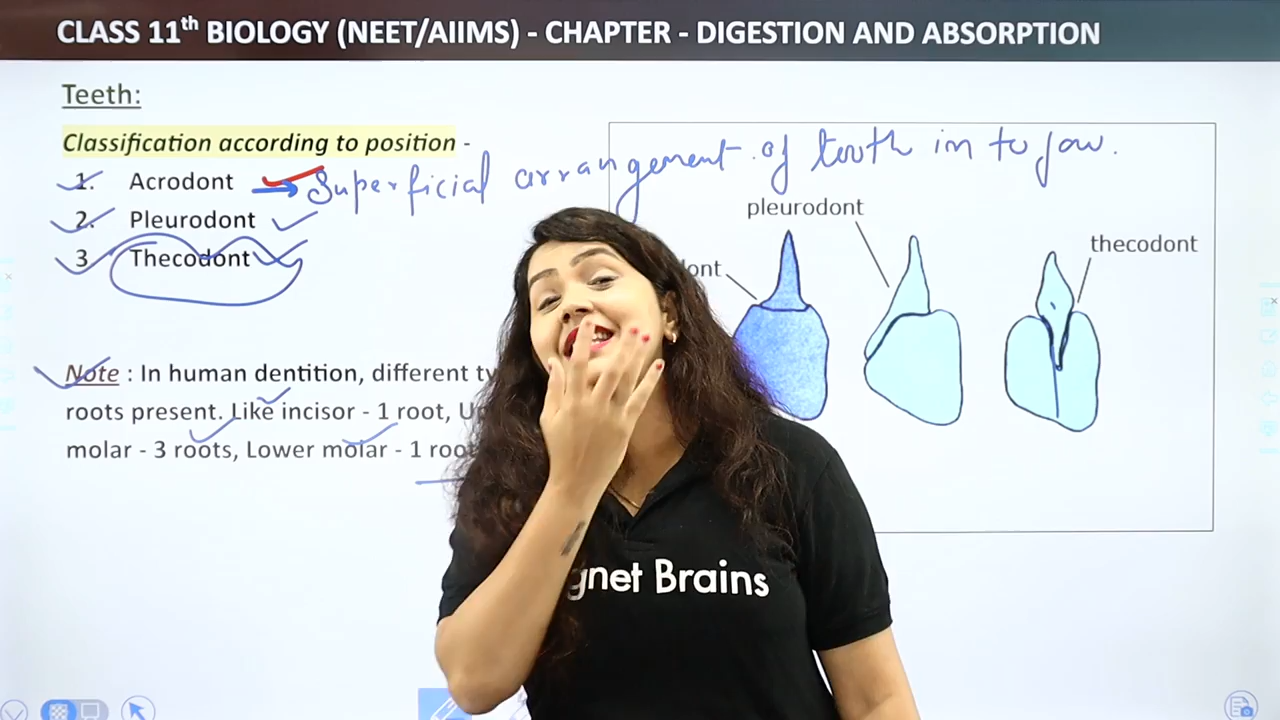 CLASS 11th BIOLOGY (NEET/AIIMS) - CHAPTER - DIGESTION AND ABSORPTION
Teeth:
Classification according to position -
1. Acrodont
Superficial arrangement of tooth in to jaw.
2. Pleurodont
3 Thecodont
pleurodont
thecodont
dont
Note : In human dentition, different ty
roots present. Like incisor - 1 root, Up
molar - 3 roots, Lower molar - 1 roo
gnet Brains